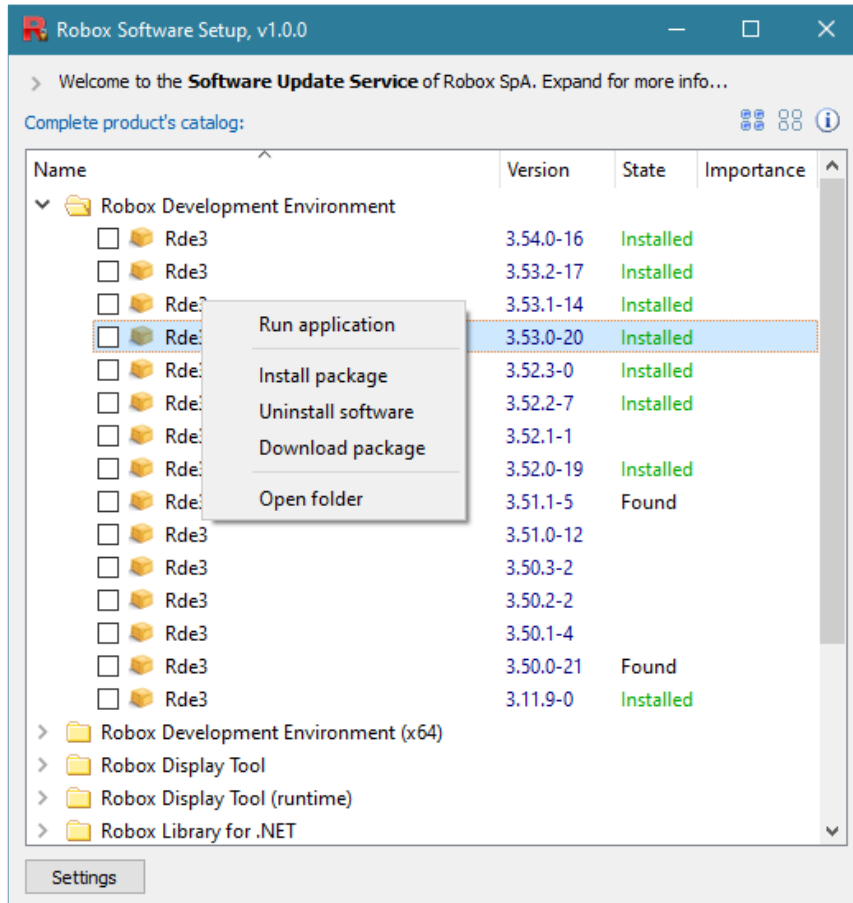 Robox Software Setup, v1.0.0
Welcome to the Software Update Service of Robox SpA. Expand for more info...
Complete product's catalog:
Name Version State Importance
Robox Development Environment
Rde3 3.54.0-16 Installed
Rde3 3.53.2-17 Installed
Rde3 3.53.1-14 Installed
Rde3 3.53.0-20 Installed
Rde3 3.52.3-0 Installed
Rde3 3.52.2-7 Installed
Rde3 3.52.1-1
Rde3 3.52.0-19 Installed
Rde3 3.51.1-5 Found
Rde3 3.51.0-12
Rde3 3.50.3-2
Rde3 3.50.2-2
Rde3 3.50.1-4
Rde3 3.50.0-21 Found
Rde3 3.11.9-0 Installed
Run application
Install package
Uninstall software
Download package
Open folder
Robox Development Environment (x64)
Robox Display Tool
Robox Display Tool (runtime)
Robox Library for .NET
Settings